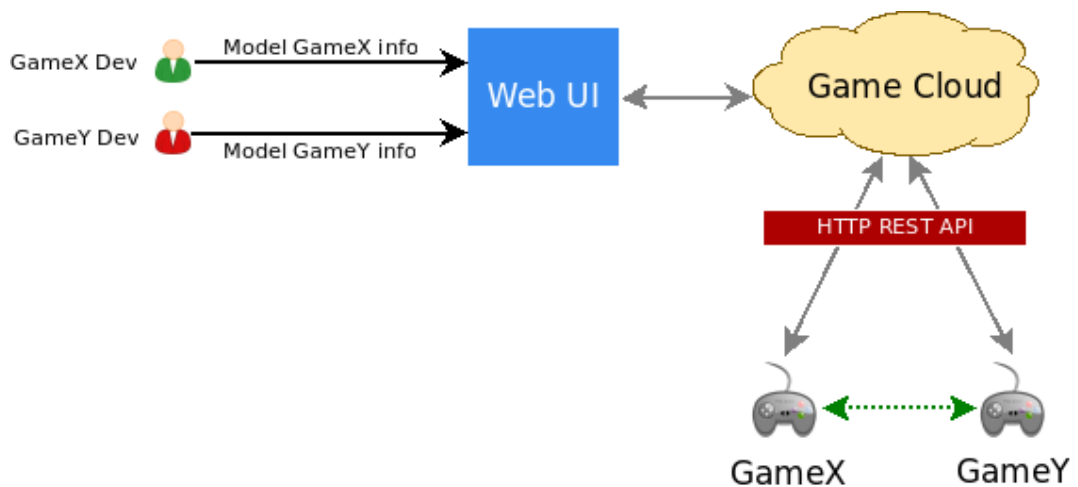 GameX Dev
Model GameX info
GameY Dev
Model GameY info
Web UI
Game Cloud
HTTP REST API
GameX
GameY